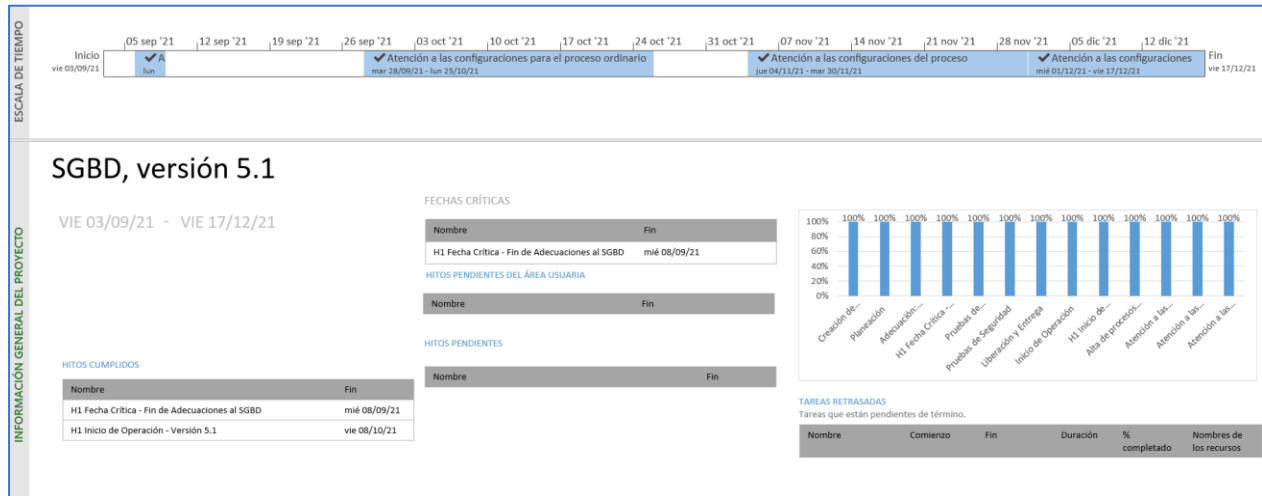 ESCALA DE TIEMPO
05 sep '21 12 sep '21 19 sep '21 26 sep '21 03 oct '21 10 oct '21 17 oct '21 24 oct '21 31 oct '21 07 nov '21 14 nov '21 21 nov '21 28 nov '21 05 dic '21 12 dic '21
Inicio
vie 03/09/21
✔A
lun
✔Atención a las configuraciones para el proceso ordinario
mar 28/09/21 - lun 25/10/21
✔Atención a las configuraciones del proceso
jue 04/11/21 - mar 30/11/21
✔Atención a las configuraciones
mié 01/12/21 - vie 17/12/21
Fin
vie 17/12/21
INFORMACIÓN GENERAL DEL PROYECTO
SGBD, versión 5.1
VIE 03/09/21 - VIE 17/12/21
HITOS CUMPLIDOS
Nombre Fin
H1 Fecha Crítica - Fin de Adecuaciones al SGBD mié 08/09/21
H1 Inicio de Operación - Versión 5.1 vie 08/10/21
FECHAS CRÍTICAS
Nombre Fin
H1 Fecha Crítica - Fin de Adecuaciones al SGBD mié 08/09/21
HITOS PENDIENTES DEL ÁREA USUARIA
Nombre Fin
HITOS PENDIENTES
Nombre Fin
100% 100% 100% 100% 100% 100% 100% 100% 100% 100% 100% 100% 100%
100%
80%
60%
40%
20%
0%
Creación de...
Planeación
Adecuación:...
H1 Fecha Crítica -...
Pruebas de...
Pruebas de Seguridad
Liberación y Entrega
Inicio de Operación
H1 Inicio de...
Alta de procesos...
Atención a las...
Atención a las...
Atención a las...
TAREAS RETRASADAS
Tareas que están pendientes de término.
Nombre Comienzo Fin Duración % completado Nombres de los recursos